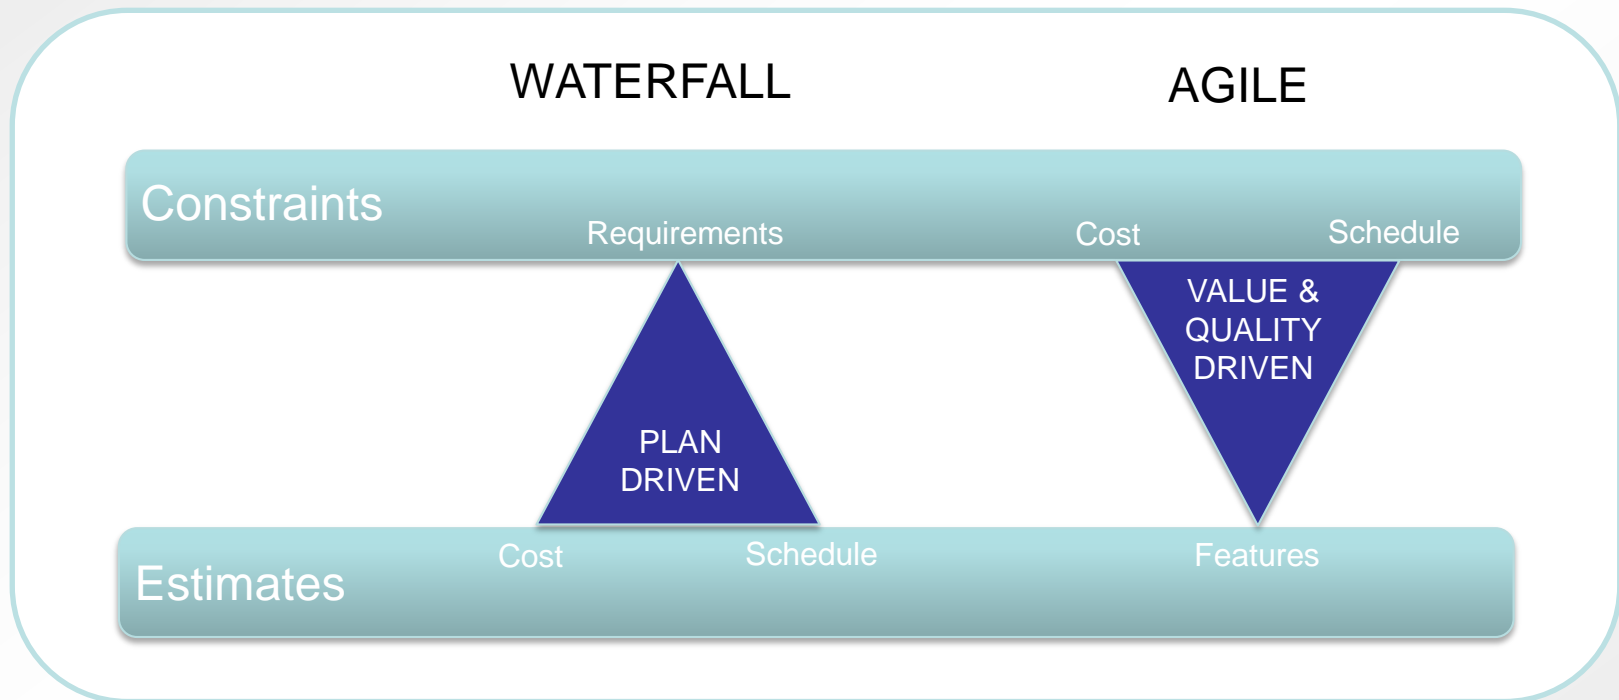 WATERFALL
AGILE
Constraints
Requirements
Cost
Schedule
VALUE &
QUALITY
DRIVEN
PLAN
DRIVEN
Cost
Schedule
Features
Estimates